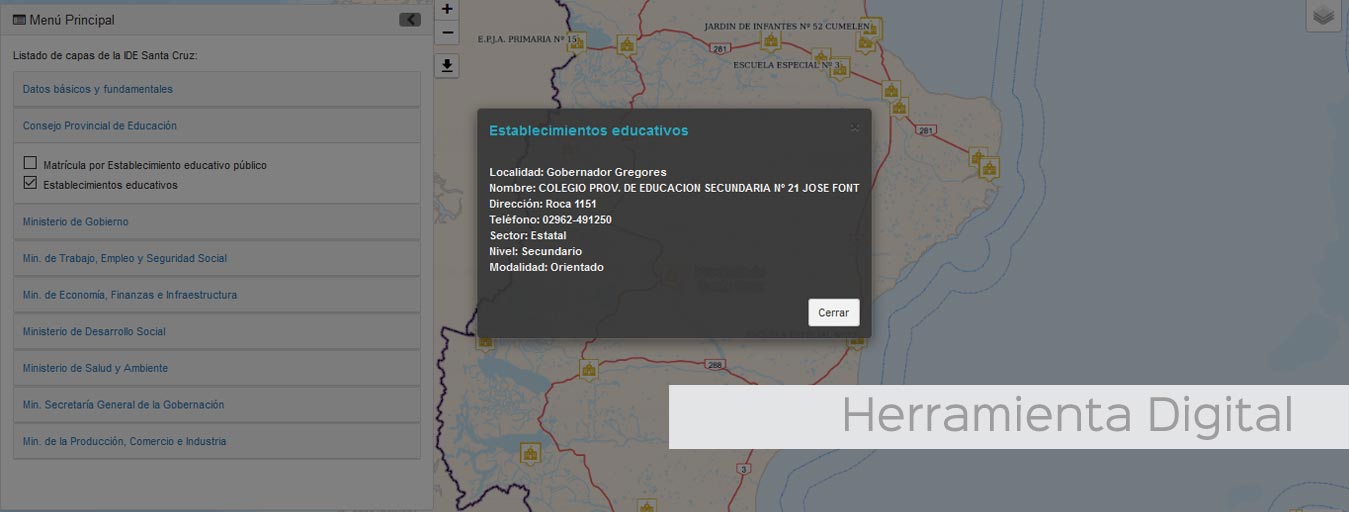 Menú Principal
Listado de capas de la IDE Santa Cruz:
Datos básicos y fundamentales
Consejo Provincial de Educación
Matrícula por Establecimiento educativo público
Establecimientos educativos
Ministerio de Gobierno
Min. de Trabajo, Empleo y Seguridad Social
Min. de Economía, Finanzas e Infraestructura
Ministerio de Desarrollo Social
Ministerio de Salud y Ambiente
Min. Secretaría General de la Gobernación
Min. de la Producción, Comercio e Industria
+
−
JARDIN DE INFANTES Nº 52 CUMELEN
E.P.J.A. PRIMARIA Nº 15
281
ESCUELA ESPECIAL Nº 3
281
Establecimientos educativos
×
Localidad: Gobernador Gregores
Nombre: COLEGIO PROV. DE EDUCACION SECUNDARIA Nº 21 JOSE FONT
Dirección: Roca 1151
Teléfono: 02962-491250
Sector: Estatal
Nivel: Secundario
Modalidad: Orientado
Cerrar
288
Herramienta Digital
3